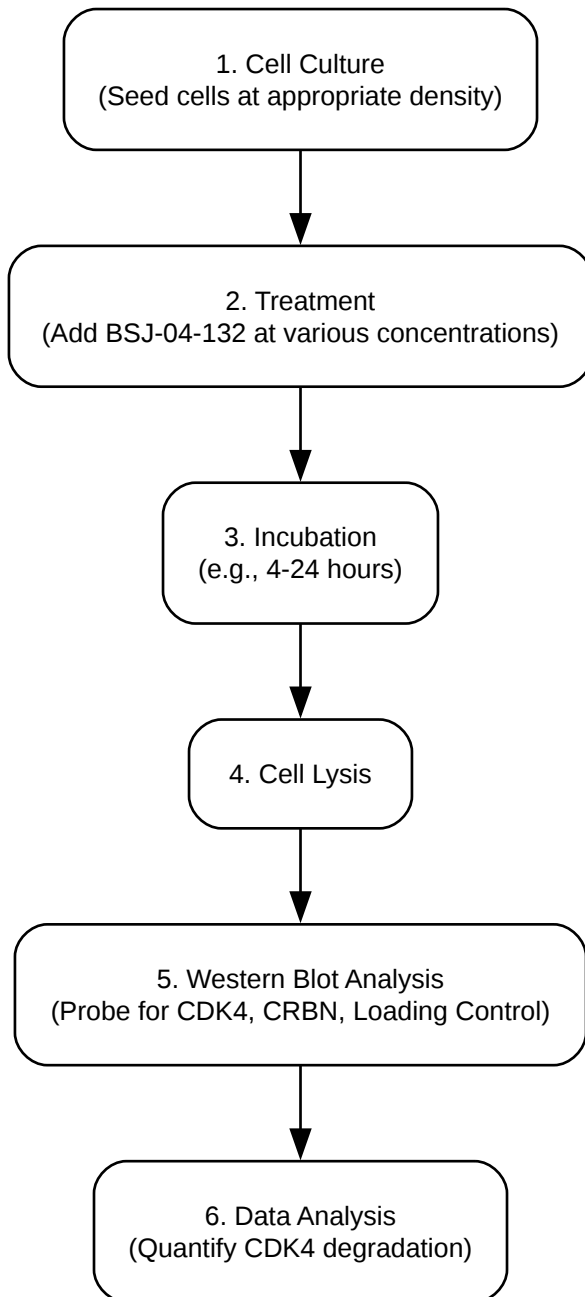 1. Cell Culture
(Seed cells at appropriate density)
2. Treatment
(Add BSJ-04-132 at various concentrations)
3. Incubation
(e.g., 4-24 hours)
4. Cell Lysis
5. Western Blot Analysis
(Probe for CDK4, CRBN, Loading Control)
6. Data Analysis
(Quantify CDK4 degradation)